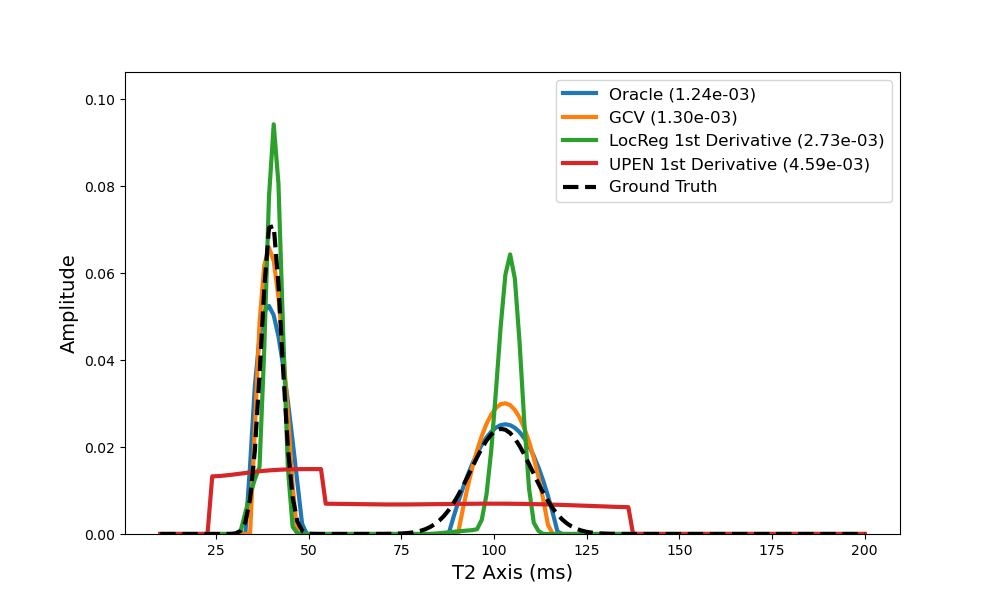 0.10
0.08
0.06
0.04
0.02
0.00
Amplitude
Oracle (1.24e-03)
GCV (1.30e-03)
LocReg 1st Derivative (2.73e-03)
UPEN 1st Derivative (4.59e-03)
Ground Truth
25 50 75 100 125 150 175 200
T2 Axis (ms)